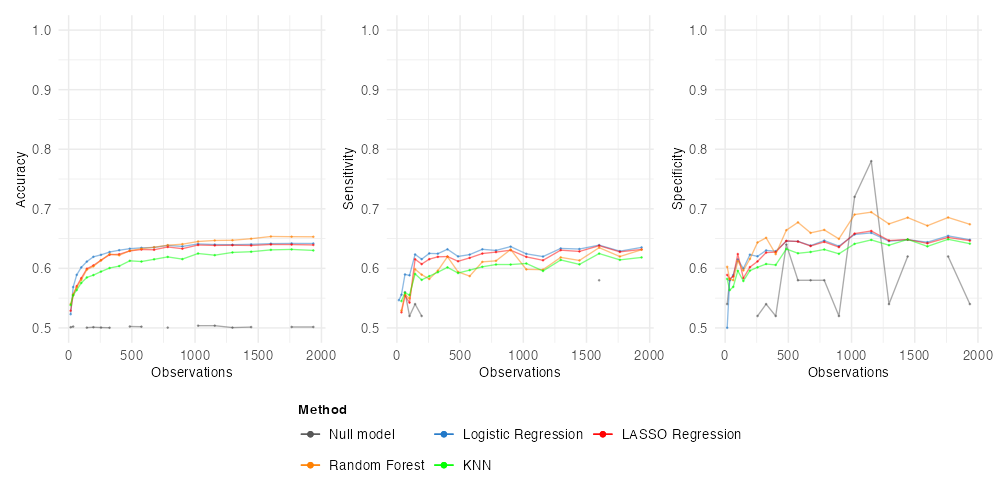 1.0
0.9
0.8
0.7
0.6
0.5
Accuracy
0 500 1000 1500 2000
Observations
1.0
0.9
0.8
0.7
0.6
0.5
Sensitivity
0 500 1000 1500 2000
Observations
1.0
0.9
0.8
0.7
0.6
0.5
Specificity
0 500 1000 1500 2000
Observations
Method
Null model Logistic Regression LASSO Regression
Random Forest KNN